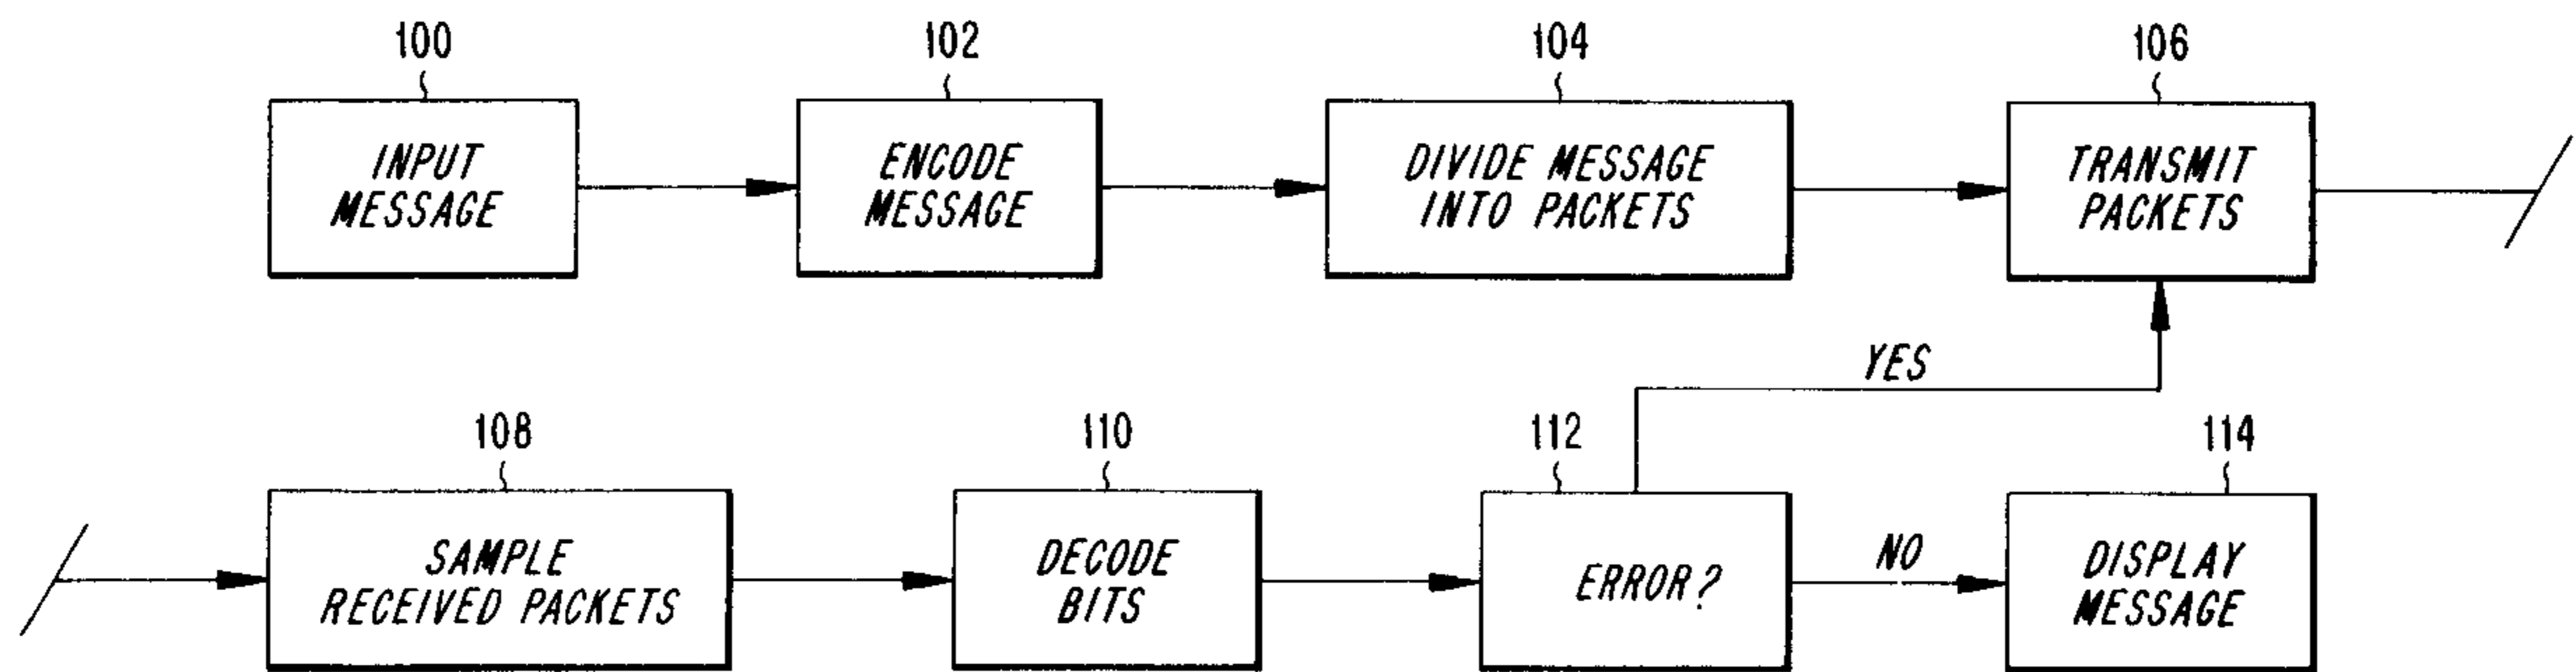 100
102
104
106
INPUT
MESSAGE
ENCODE
MESSAGE
DIVIDE MESSAGE
INTO PACKETS
TRANSMIT
PACKETS
YES
108
110
112
114
SAMPLE
RECEIVED PACKETS
DECODE
BITS
ERROR?
NO
DISPLAY
MESSAGE